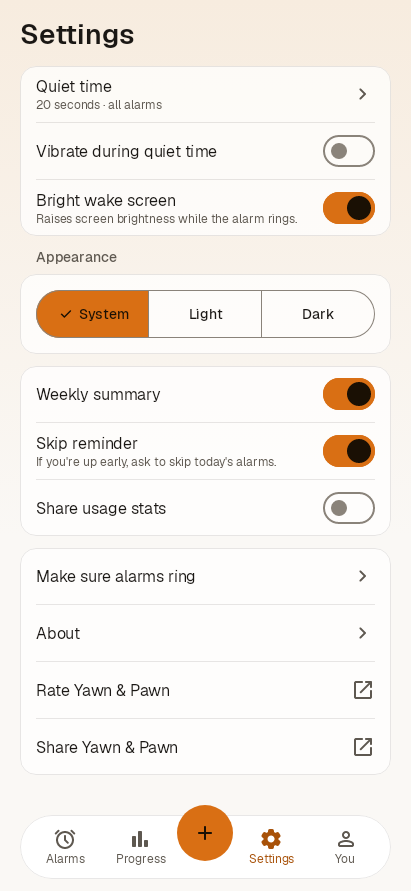 Settings
Quiet time
20 seconds · all alarms
Vibrate during quiet time
Bright wake screen
Raises screen brightness while the alarm rings.
Appearance
System
Light
Dark
Weekly summary
Skip reminder
If you're up early, ask to skip today's alarms.
Share usage stats
Make sure alarms ring
About
Rate Yawn & Pawn
Share Yawn & Pawn
Alarms
Progress
Settings
You